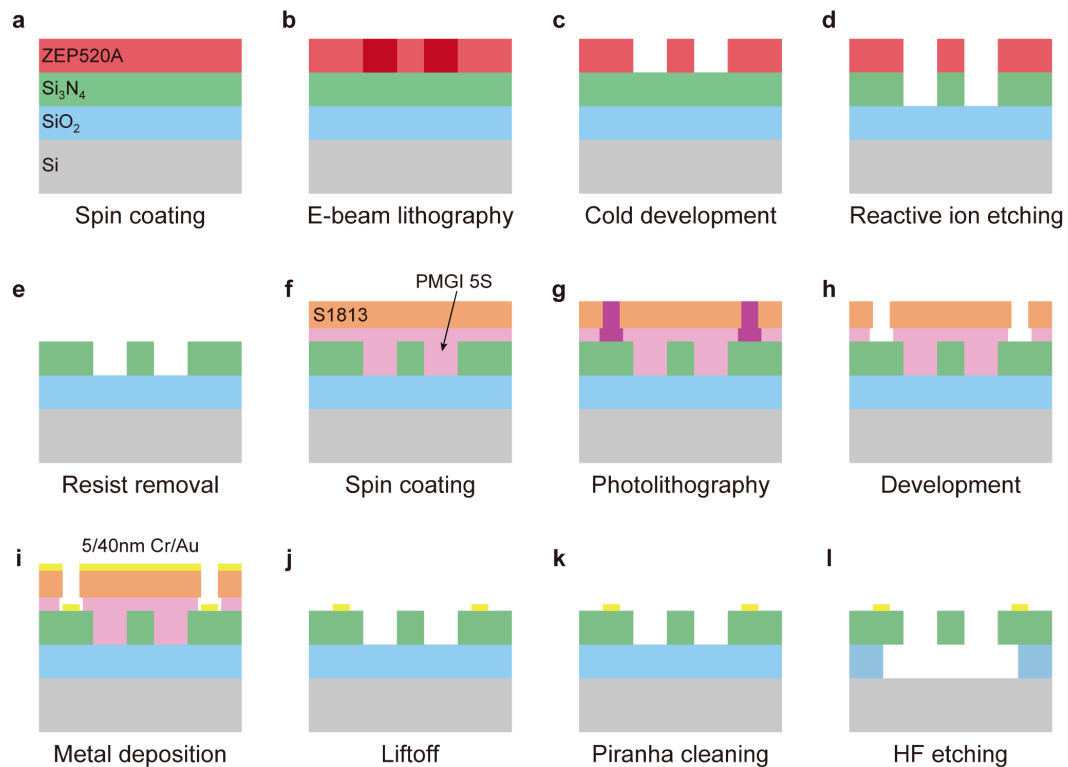 a
ZEP520A
Si₃N₄
SiO₂
Si
Spin coating
b
E-beam lithography
c
Cold development
d
Reactive ion etching
e
Resist removal
f
PMGI 5S
S1813
Spin coating
g
Photolithography
h
Development
i
5/40nm Cr/Au
Metal deposition
j
Liftoff
k
Piranha cleaning
l
HF etching